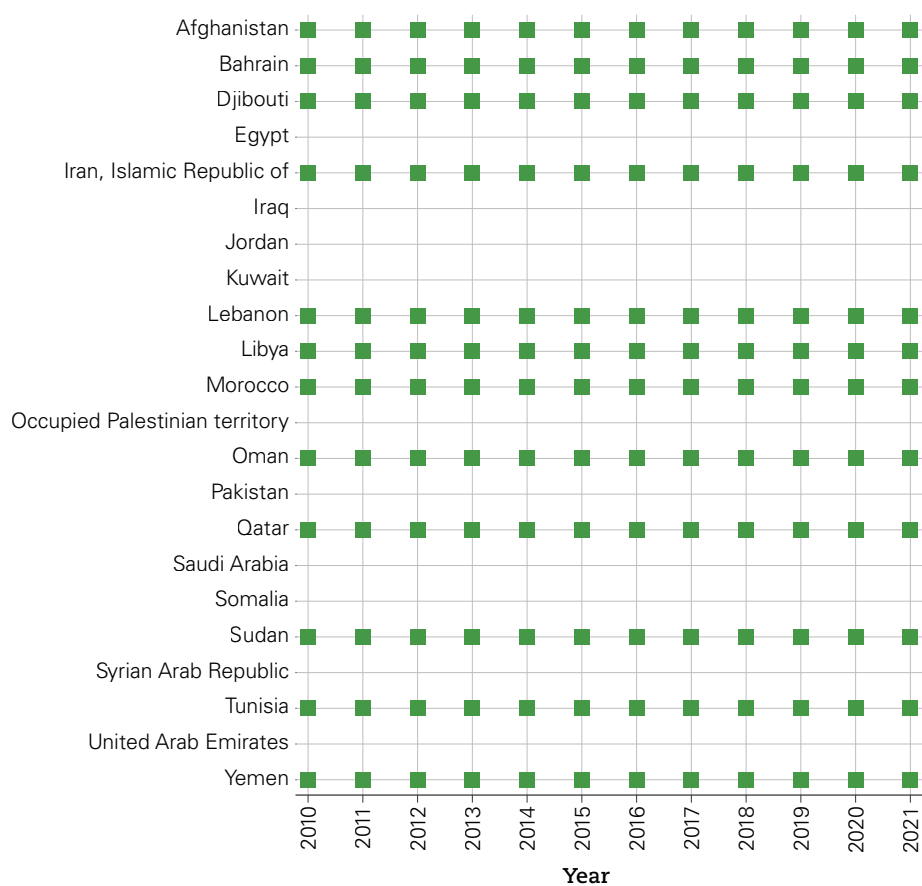 Afghanistan
Bahrain
Djibouti
Egypt
Iran, Islamic Republic of
Iraq
Jordan
Kuwait
Lebanon
Libya
Morocco
Occupied Palestinian territory
Oman
Pakistan
Qatar
Saudi Arabia
Somalia
Sudan
Syrian Arab Republic
Tunisia
United Arab Emirates
Yemen
2010 2011 2012 2013 2014 2015 2016 2017 2018 2019 2020 2021
Year